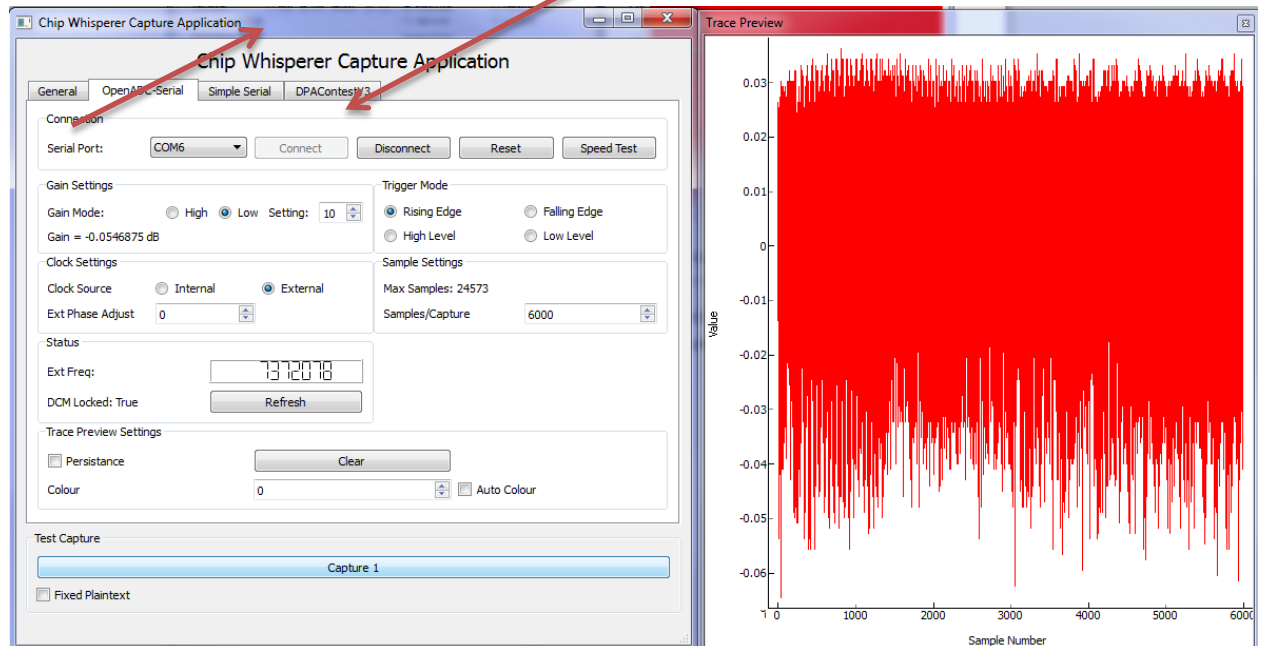 Chip Whisperer Capture Application
Chip Whisperer Capture Application
General OpenADC-Serial Simple Serial DPAContestV3
Connection
Serial Port: COM6 Connect Disconnect Reset Speed Test
Gain Settings Trigger Mode
Gain Mode: High Low Setting: 10 Rising Edge Falling Edge
Gain = -0.0546875 dB High Level Low Level
Clock Settings Sample Settings
Clock Source Internal External Max Samples: 24573
Ext Phase Adjust 0 Samples/Capture 6000
Status
Ext Freq: 7372078
DCM Locked: True Refresh
Trace Preview Settings
Persistance Clear
Colour 0 Auto Colour
Test Capture
Capture 1
Fixed Plaintext
Trace Preview
0.03
0.02
0.01
0
-0.01
Value
-0.02
-0.03
-0.04
-0.05
-0.06
0 1000 2000 3000 4000 5000 6000
Sample Number